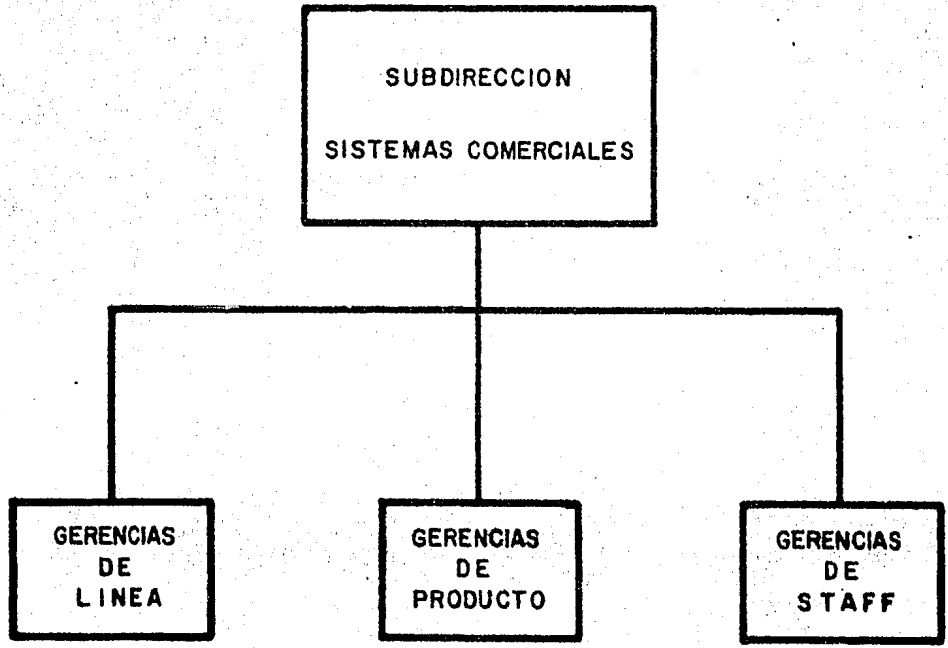 SUBDIRECCION
SISTEMAS COMERCIALES
GERENCIAS
DE
LINEA
GERENCIAS
DE
PRODUCTO
GERENCIAS
DE
STAFF